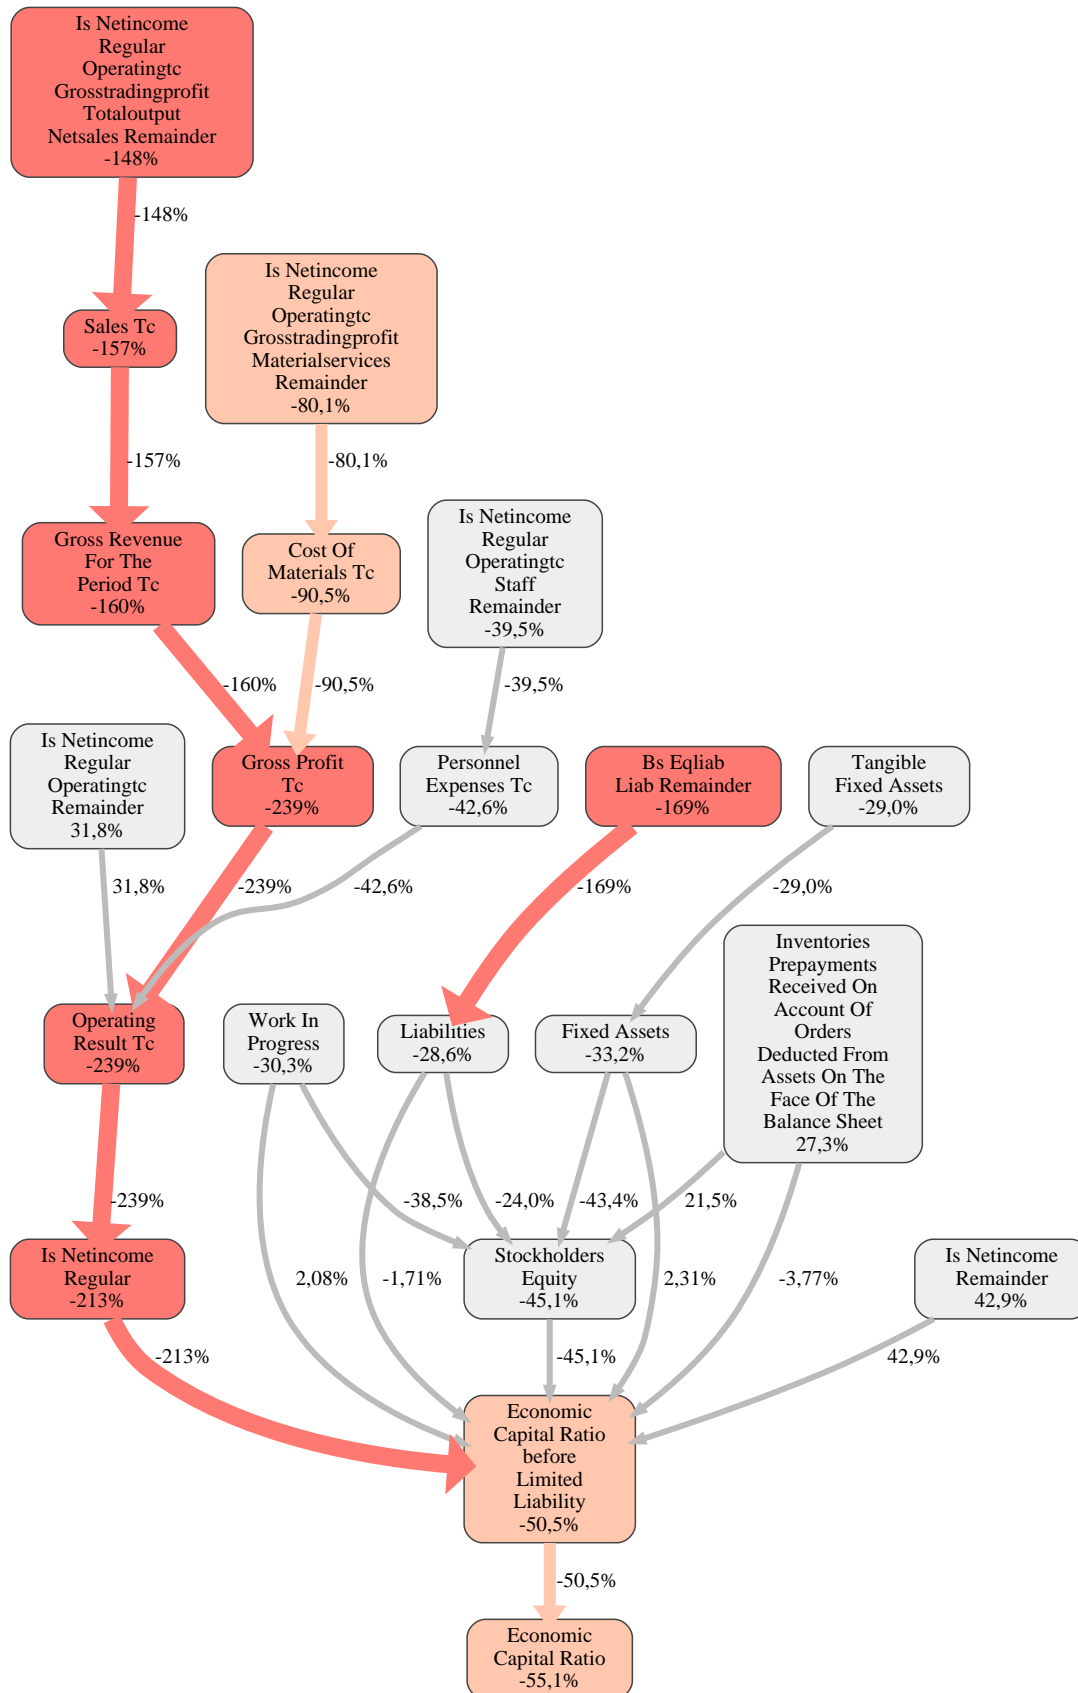 Is Netincome
Regular
Operatingtc
Grosstradingprofit
Totaloutput
Netsales Remainder
-148%
-148%
Is Netincome
Regular
Operatingtc
Grosstradingprofit
Materialservices
Remainder
-80,1%
Sales Tc
-157%
-157%
-80,1%
Is Netincome
Regular
Operatingtc
Staff
Remainder
-39,5%
Gross Revenue
For The
Period Tc
-160%
Cost Of
Materials Tc
-90,5%
-160%
-90,5%
-39,5%
Is Netincome
Regular
Operatingtc
Remainder
31,8%
Gross Profit
Tc
-239%
Personnel
Expenses Tc
-42,6%
Bs Eqliab
Liab Remainder
-169%
Tangible
Fixed Assets
-29,0%
31,8%
-239%
-42,6%
-169%
-29,0%
Inventories
Prepayments
Received On
Account Of
Orders
Deducted From
Assets On The
Face Of The
Balance Sheet
27,3%
Operating
Result Tc
-239%
Work In
Progress
-30,3%
Liabilities
-28,6%
Fixed Assets
-33,2%
-239%
-38,5%
-24,0%
-43,4%
21,5%
Is Netincome
Regular
-213%
2,08%
-1,71%
Stockholders
Equity
-45,1%
2,31%
-3,77%
Is Netincome
Remainder
42,9%
-213%
-45,1%
42,9%
Economic
Capital Ratio
before
Limited
Liability
-50,5%
-50,5%
Economic
Capital Ratio
-55,1%